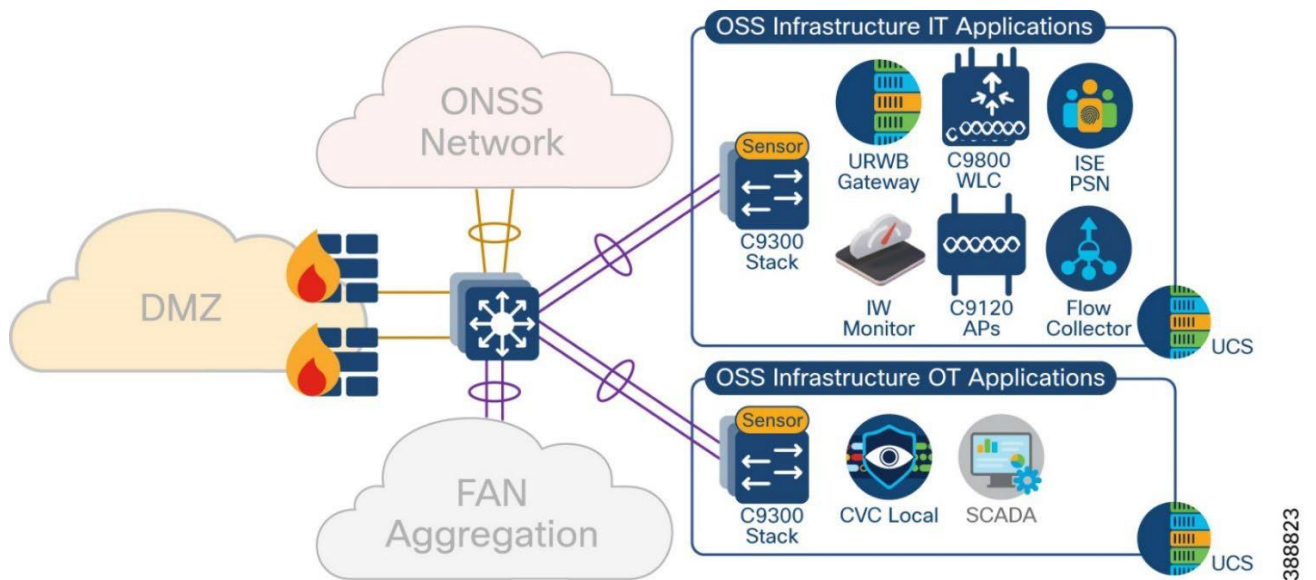 OSS Infrastructure IT Applications
ONSS
Network
Sensor
C9300
Stack
URWB
Gateway
C9800
WLC
ISE
PSN
IW
Monitor
C9120
APs
Flow
Collector
UCS
DMZ
OSS Infrastructure OT Applications
Sensor
C9300
Stack
CVC Local
SCADA
UCS
FAN
Aggregation
3888823